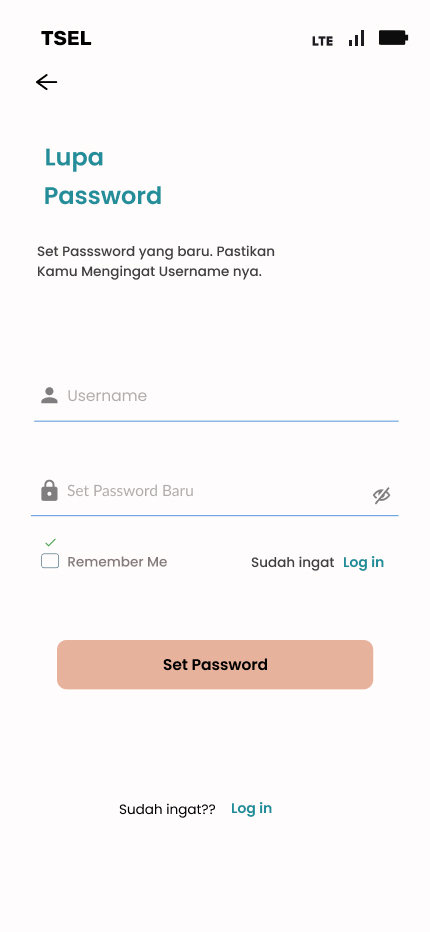 TSEL LTE
Lupa
Password
Set Passsword yang baru. Pastikan
Kamu Mengingat Username nya.
Username
Set Password Baru
Remember Me Sudah ingat Log in
Set Password
Sudah ingat?? Log in